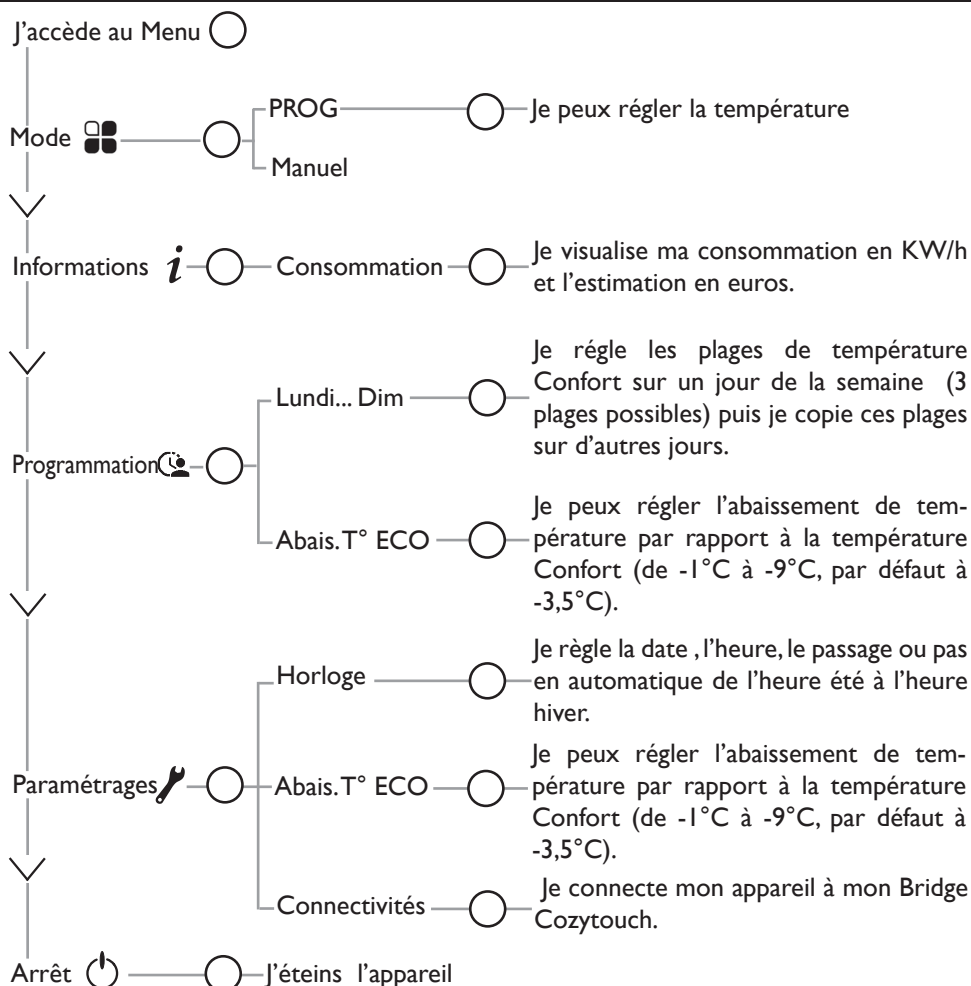 J'accède au Menu
PROG
Je peux régler la température
Mode
Manuel
Informations i
Consommation
Je visualise ma consommation en KW/h
et l'estimation en euros.
Je régle les plages de température
Confort sur un jour de la semaine (3
plages possibles) puis je copie ces plages
sur d'autres jours.
Lundi... Dim
Programmation
Abais.T° ECO
Je peux régler l'abaissement de tem-
pérature par rapport à la température
Confort (de -1°C à -9°C, par défaut à
-3,5°C).
Horloge
Je règle la date , l'heure, le passage ou pas
en automatique de l'heure été à l'heure
hiver.
Paramétrages
Abais.T° ECO
Je peux régler l'abaissement de tem-
pérature par rapport à la température
Confort (de -1°C à -9°C, par défaut à
-3,5°C).
Connectivités
Je connecte mon appareil à mon Bridge
Cozytouch.
Arrêt
J'éteins l'appareil